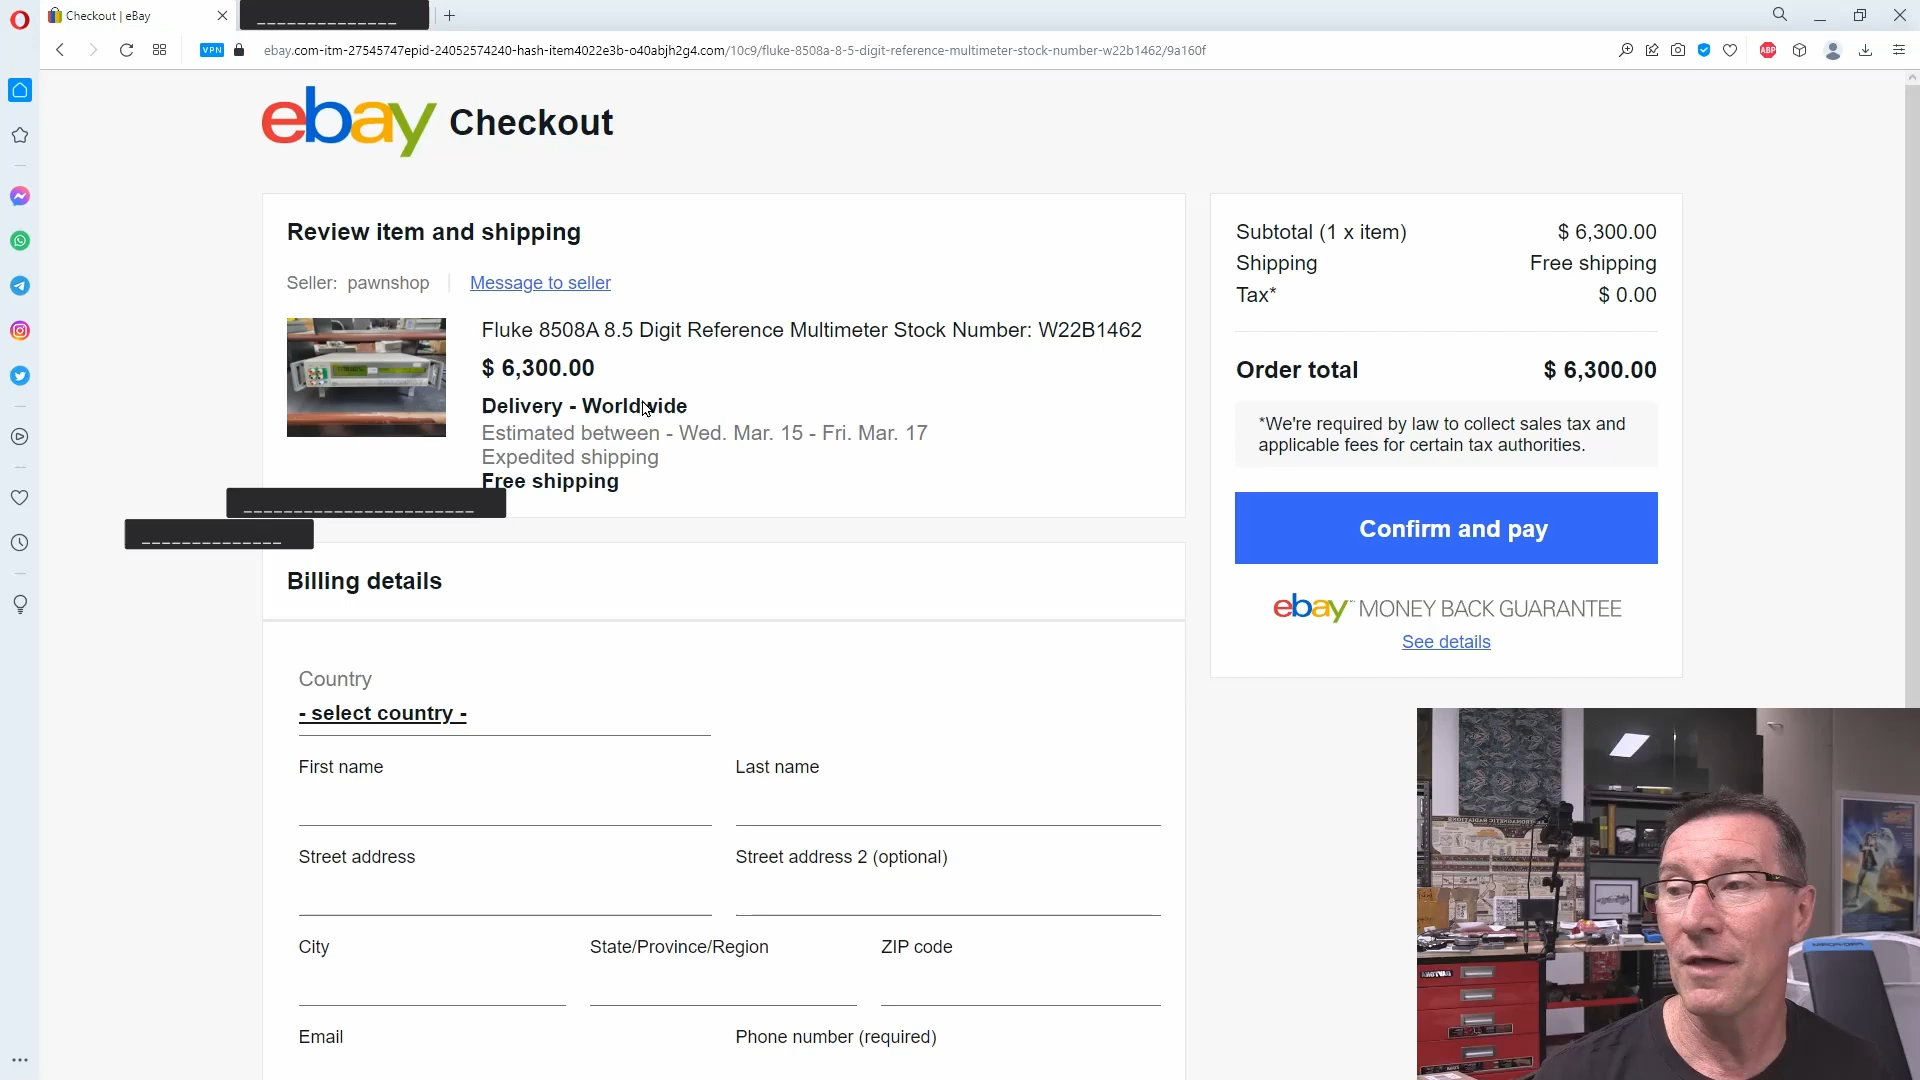 Checkout | eBay
VPN
ebay.com-itm-27545747epid-24052574240-hash-item4022e3b-o40abjh2g4.com/10c9/fluke-8508a-8-5-digit-reference-multimeter-stock-number-w22b1462/9a160f
ABP
ebay Checkout
Review item and shipping
Seller: pawnshop
Message to seller
Fluke 8508A 8.5 Digit Reference Multimeter Stock Number: W22B1462
$ 6,300.00
Delivery - Worldwide
Estimated between - Wed. Mar. 15 - Fri. Mar. 17
Expedited shipping
Free shipping
Subtotal (1 x item) $ 6,300.00
Shipping Free shipping
Tax* $ 0.00
Order total $ 6,300.00
*We're required by law to collect sales tax and
applicable fees for certain tax authorities.
Confirm and pay
ebay MONEY BACK GUARANTEE
See details
Billing details
Country
- select country -
First name
Last name
Street address
Street address 2 (optional)
City
State/Province/Region
ZIP code
Email
Phone number (required)